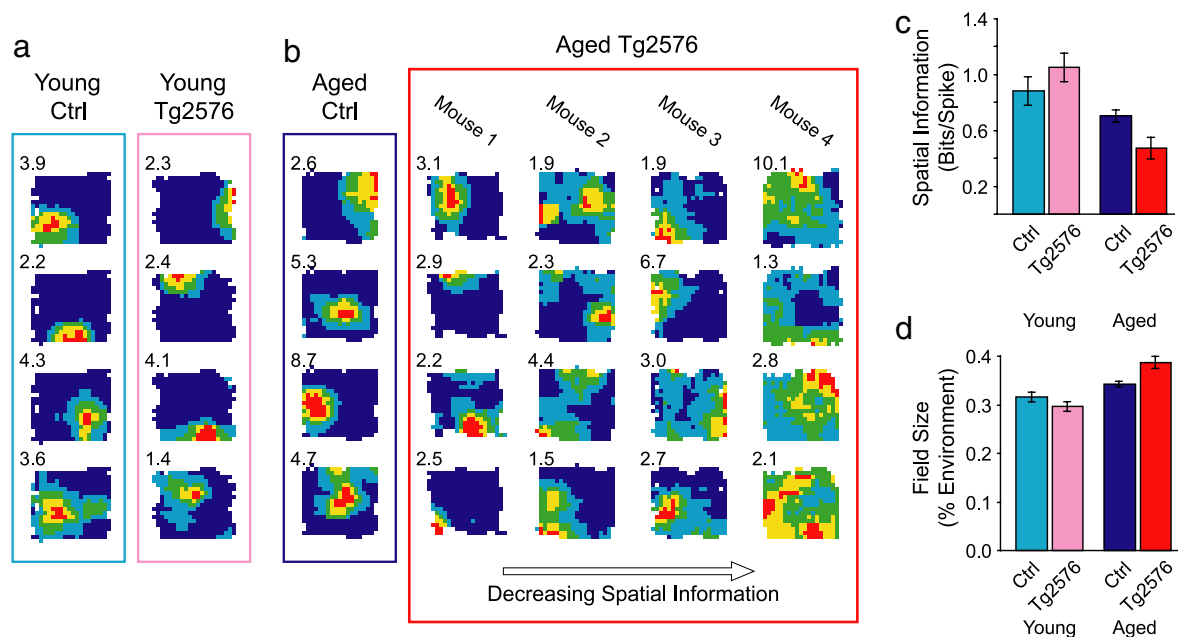 a
Young
Ctrl
Young
Tg2576
3.9
2.3
2.2
2.4
4.3
4.1
3.6
1.4
b
Aged
Ctrl
Aged Tg2576
Mouse 1
Mouse 2
Mouse 3
Mouse 4
2.6
3.1
1.9
1.9
10.1
5.3
2.9
2.3
6.7
1.3
8.7
2.2
4.4
3.0
2.8
4.7
2.5
1.5
2.7
2.1
Decreasing Spatial Information
c
Spatial Information
(Bits/Spike)
1.4
1.0
0.6
0.2
Ctrl
Tg2576
Ctrl
Tg2576
Young
Aged
d
Field Size
(% Environment)
0.4
0.3
0.2
0.1
0.0
Ctrl
Tg2576
Ctrl
Tg2576
Young
Aged